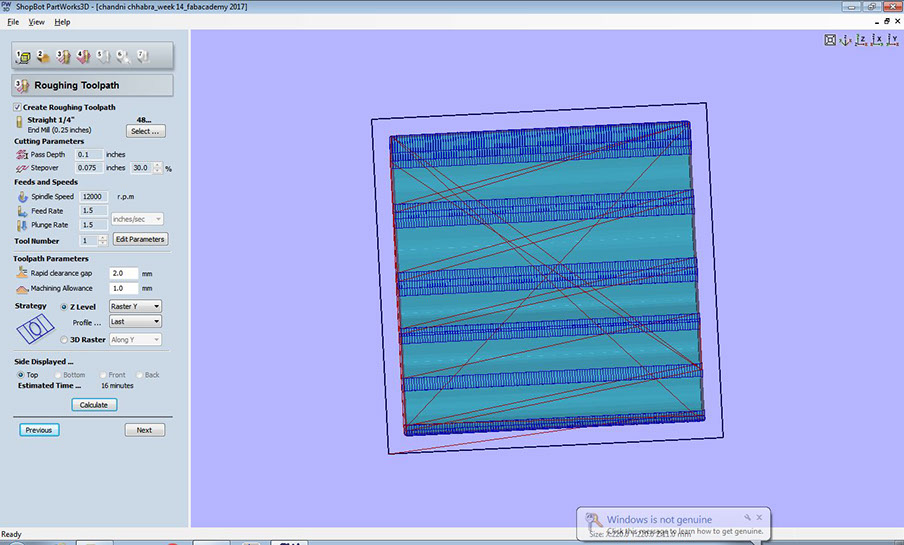 ShopBot PartWorks3D - [chandni chhabra_week 14_fabacademy 2017]
File View Help
1 2 3 4 5 6 7
3 Roughing Toolpath
Create Roughing Toolpath
Straight 1/4" 48...
End Mill (0.25 inches) Select ...
Cutting Parameters
Pass Depth 0.1 inches
Stepover 0.075 inches 30.0 %
Feeds and Speeds
Spindle Speed 12000 r.p.m
Feed Rate 1.5
inches/sec
Plunge Rate 1.5
Tool Number 1 Edit Parameters
Toolpath Parameters
Rapid clearance gap 2.0 mm
Machining Allowance 1.0 mm
Strategy Z Level Raster Y
Profile ... Last
3D Raster Along Y
Side Displayed ...
Top Bottom Front Back
Estimated Time ... 16 minutes
Calculate
Previous Next
Windows is not genuine
Click this message to learn how to get genuine.
Ready